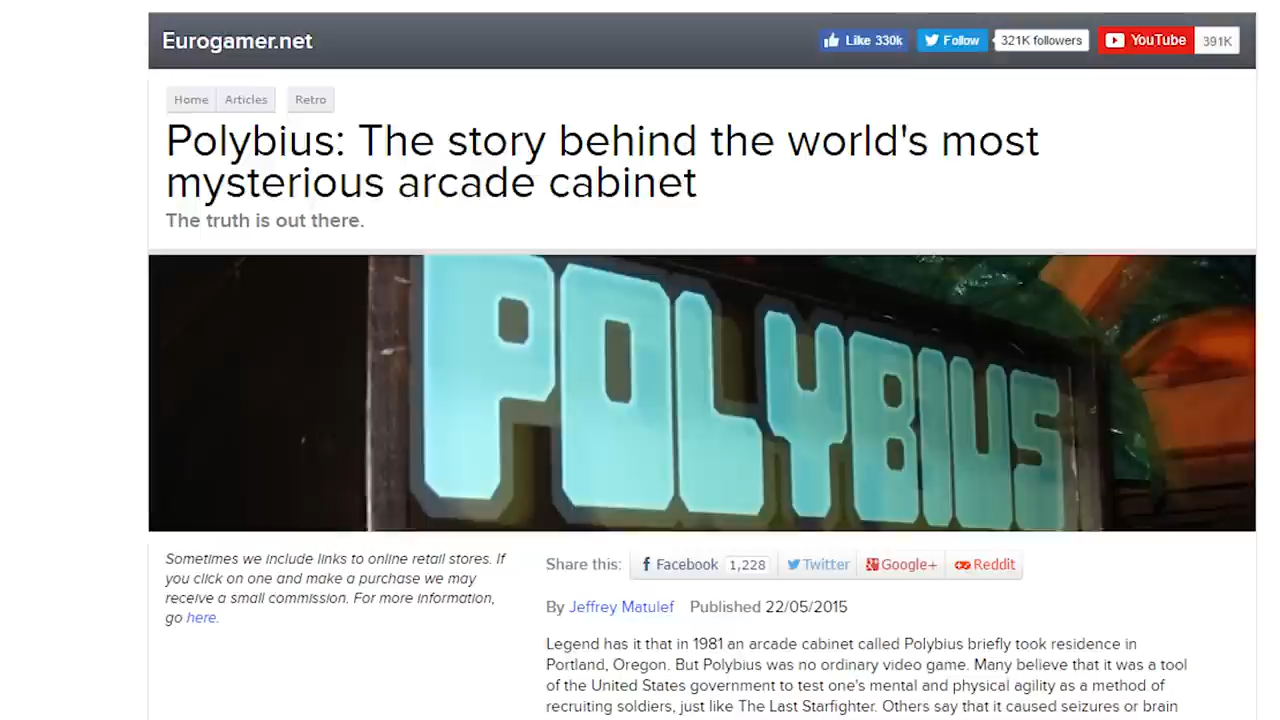 Eurogamer.net
Like 330k
Follow
321K followers
YouTube
391K
Home
Articles
Retro
Polybius: The story behind the world's most
mysterious arcade cabinet
The truth is out there.
POLYBIUS
Sometimes we include links to online retail stores. If
you click on one and make a purchase we may
receive a small commission. For more information,
go here.
Share this:
Facebook
1,228
Twitter
Google+
Reddit
By Jeffrey Matulef Published 22/05/2015
Legend has it that in 1981 an arcade cabinet called Polybius briefly took residence in
Portland, Oregon. But Polybius was no ordinary video game. Many believe that it was a tool
of the United States government to test one's mental and physical agility as a method of
recruiting soldiers, just like The Last Starfighter. Others say that it caused seizures or brain